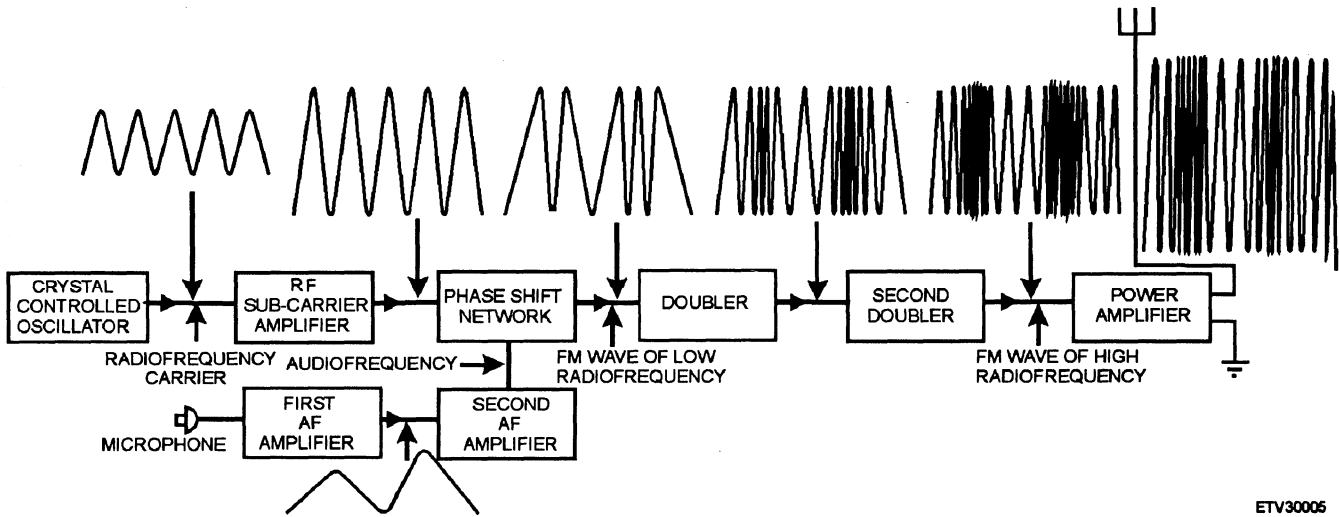 CRYSTAL
CONTROLLED
OSCILLATOR
RF
SUB-CARRIER
AMPLIFIER
PHASE SHIFT
NETWORK
DOUBLER
SECOND
DOUBLER
POWER
AMPLIFIER
RADIOFREQUENCY
CARRIER
AUDIOFREQUENCY
FM WAVE OF LOW
RADIOFREQUENCY
FM WAVE OF HIGH
RADIOFREQUENCY
MICROPHONE
FIRST
AF
AMPLIFIER
SECOND
AF
AMPLIFIER
ETV30005